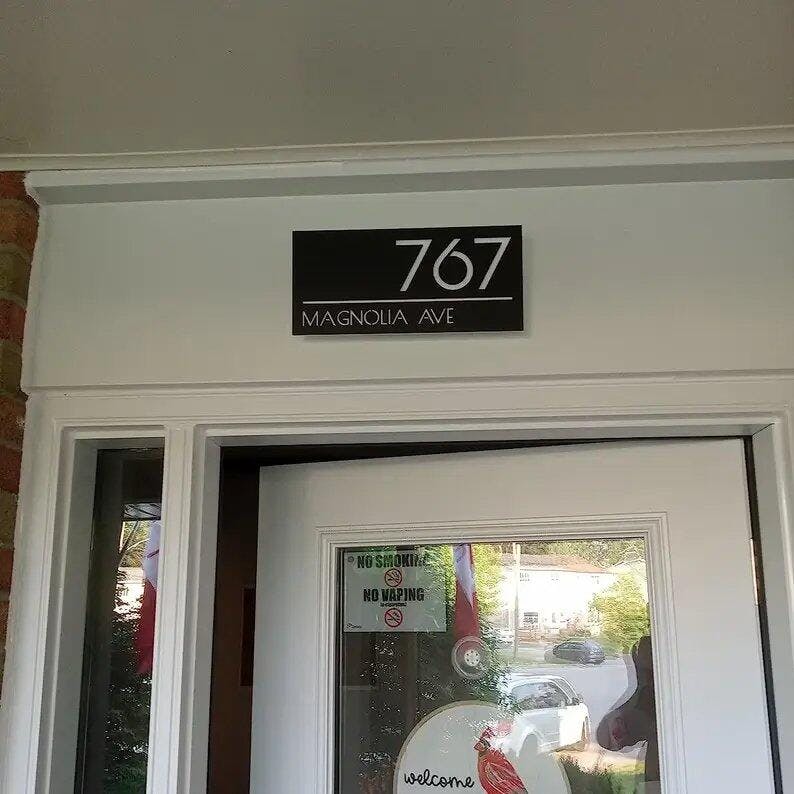 767
MAGNOLIA AVE
NO SMOKING
NO VAPING
welcome